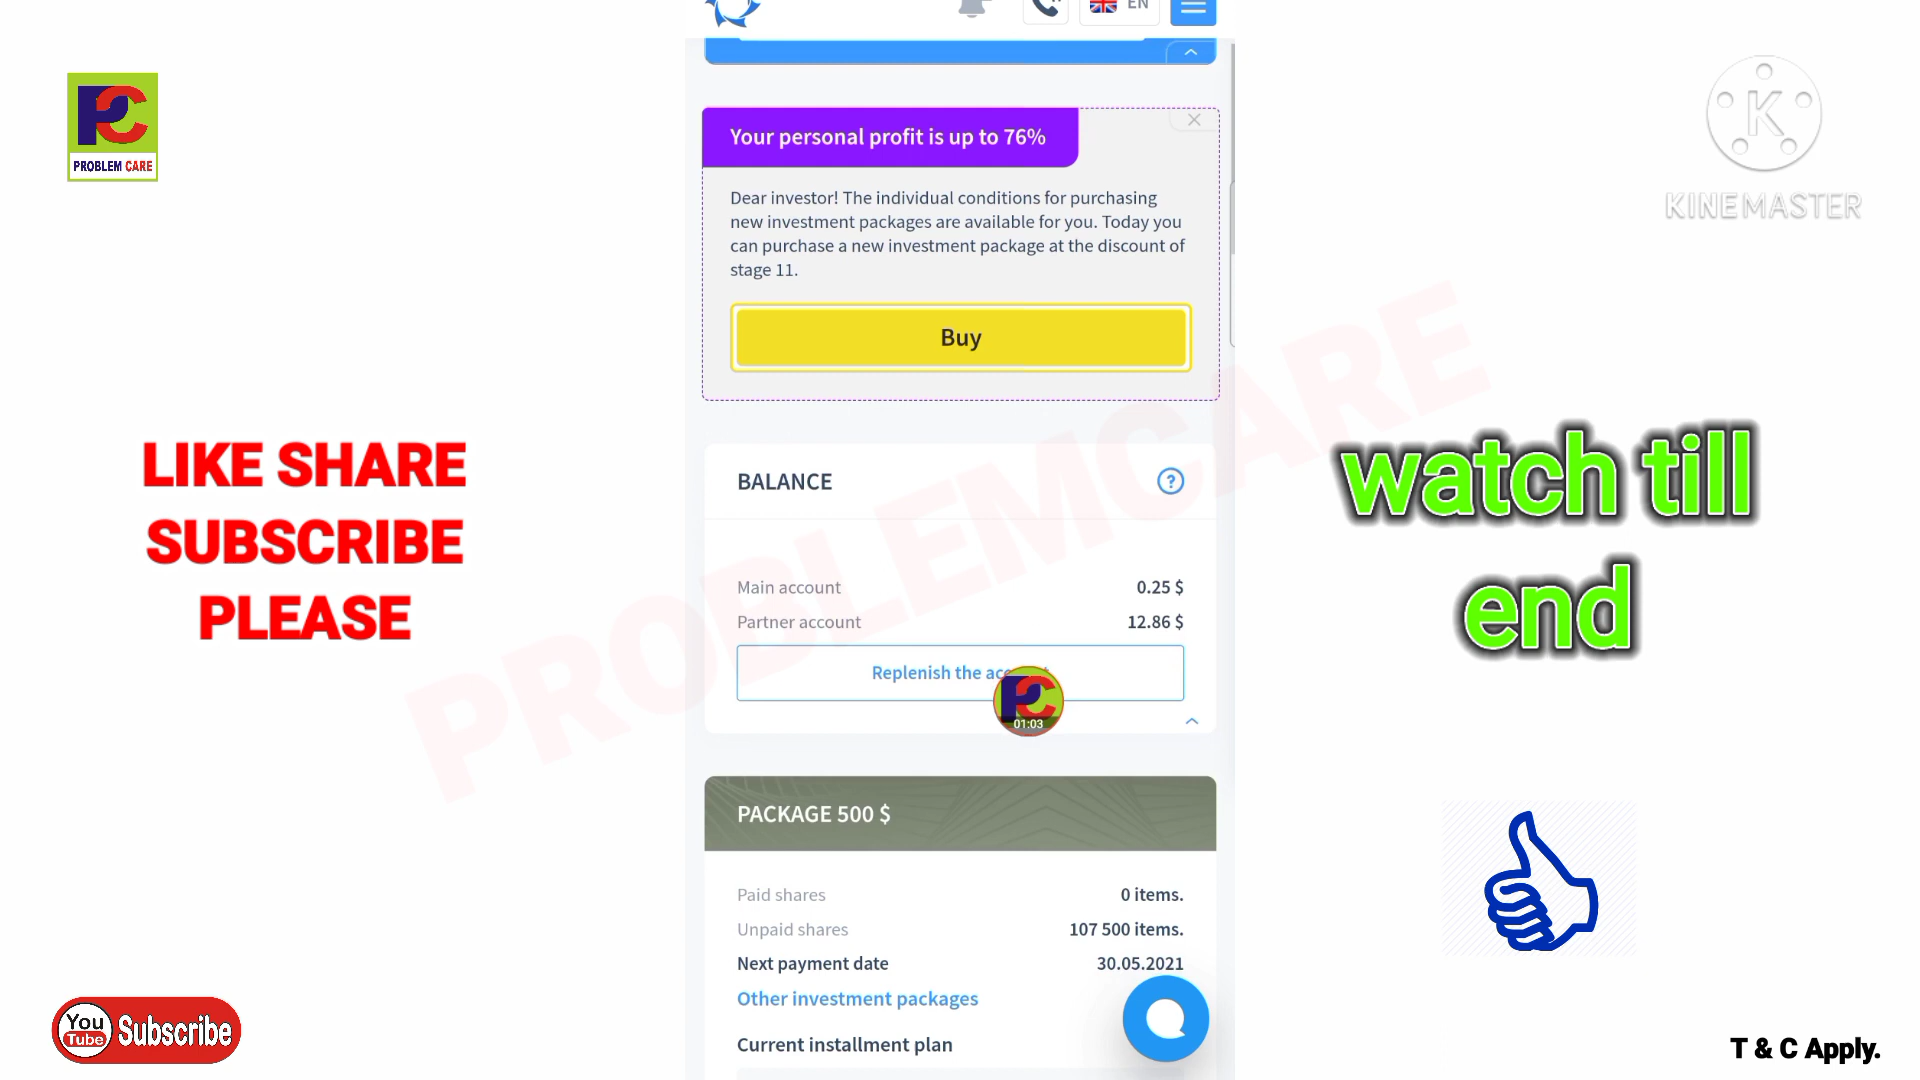 EN
PC
PROBLEM CARE
K
KINEMASTER
Your personal profit is up to 76%
Dear investor! The individual conditions for purchasing
new investment packages are available for you. Today you
can purchase a new investment package at the discount of
stage 11.
Buy
PROBLEMCARE
LIKE SHARE
SUBSCRIBE
PLEASE
watch till
end
BALANCE
?
Main account 0.25 $
Partner account 12.86 $
Replenish the
PC
01:03
PACKAGE 500 $
Paid shares 0 items.
Unpaid shares 107 500 items.
Next payment date 30.05.2021
Other investment packages
Current installment plan
You
Tube
Subscribe
T & C Apply.